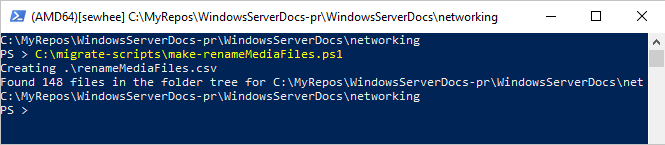 (AMD64)[sewhee] C:\MyRepos\WindowsServerDocs-pr\WindowsServerDocs\networking
C:\MyRepos\WindowsServerDocs-pr\WindowsServerDocs\networking
PS > C:\migrate-scripts\make-renameMediaFiles.ps1
Creating .\renameMediaFiles.csv
Found 148 files in the folder tree for C:\MyRepos\WindowsServerDocs-pr\WindowsServerDocs\net
C:\MyRepos\WindowsServerDocs-pr\WindowsServerDocs\networking
PS >